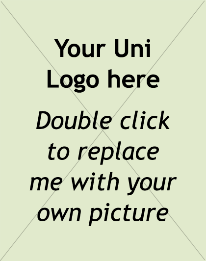 Your Uni
Logo here
Double click
to replace
me with your
own picture